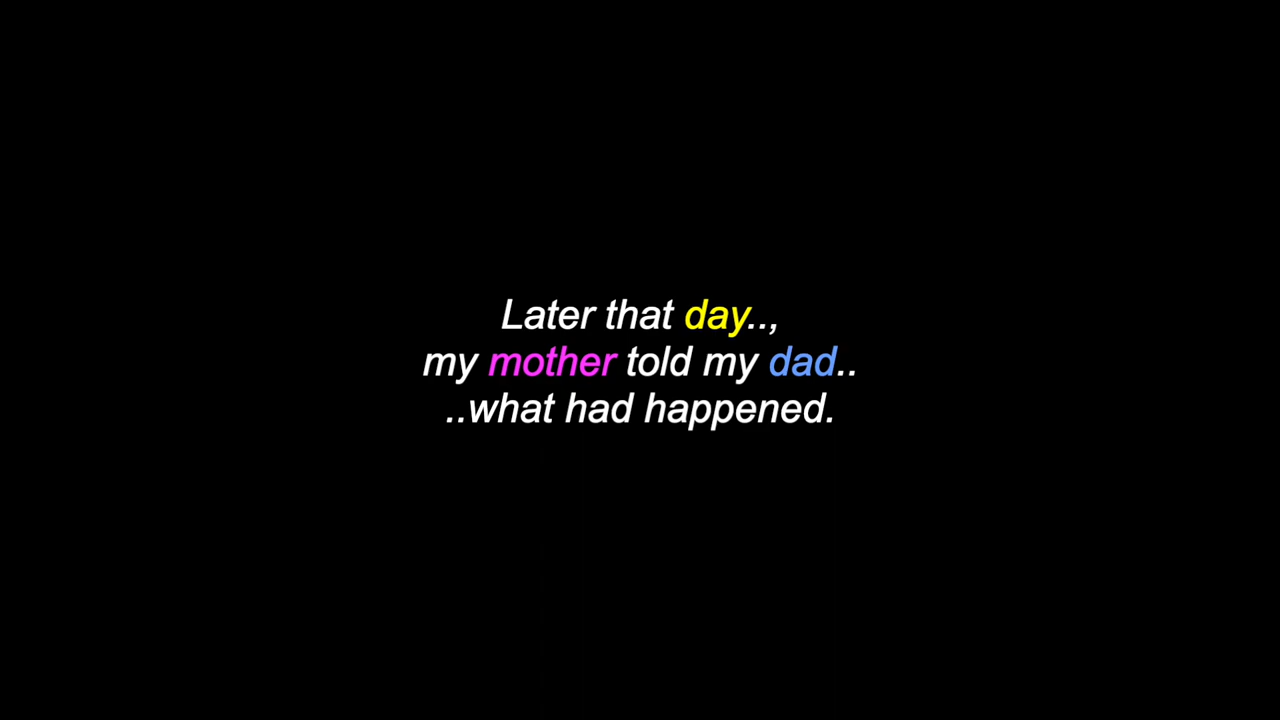 Later that day..,
my mother told my dad..
..what had happened.